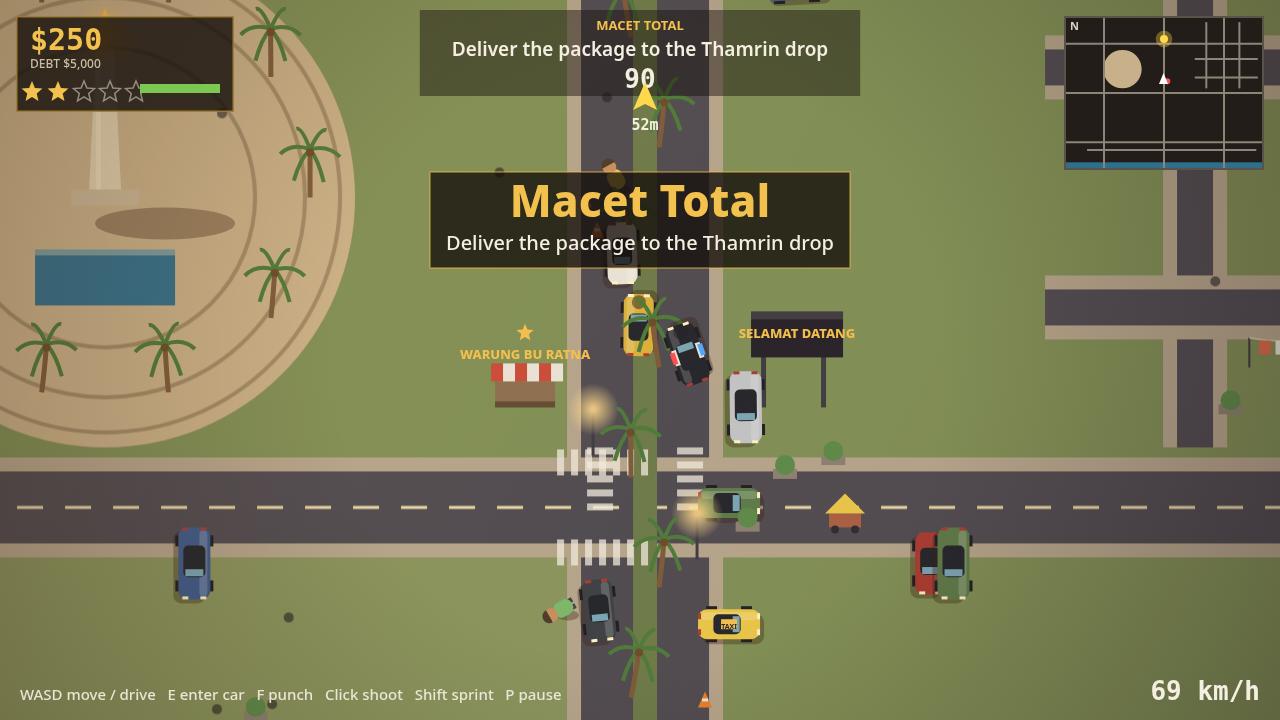 $250
DEBT $5,000
MACET TOTAL
Deliver the package to the Thamrin drop
90
52m
N
Macet Total
Deliver the package to the Thamrin drop
SELAMAT DATANG
WARUNG BU RATNA
TAXI
WASD move / drive E enter car F punch Click shoot Shift sprint P pause
69 km/h